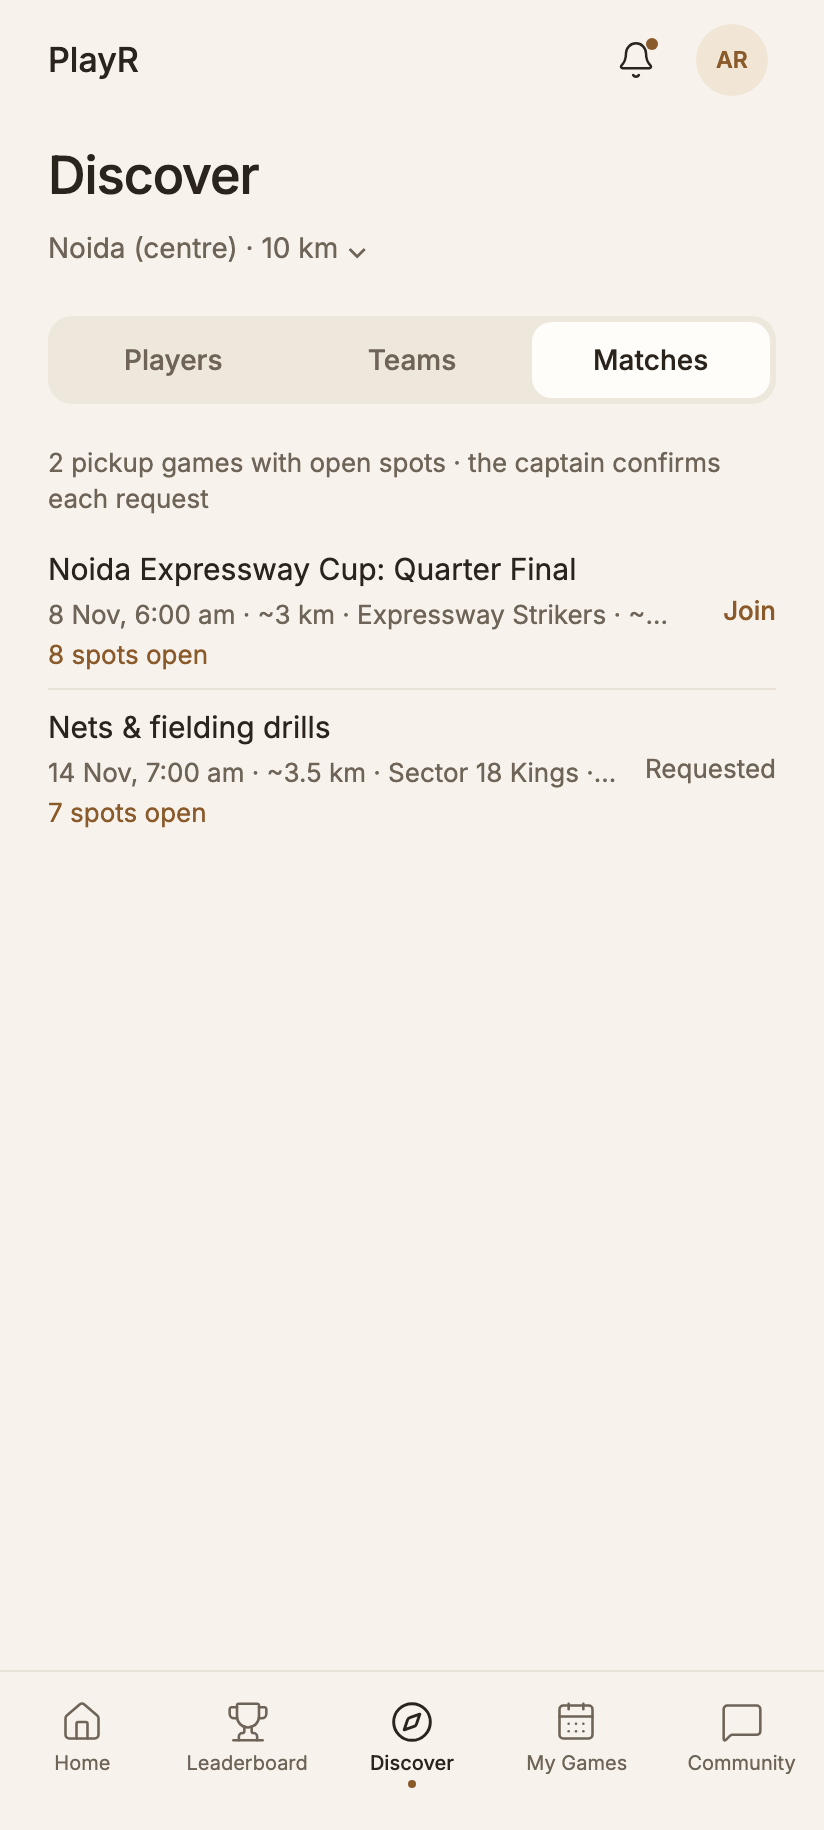 PlayR
AR
Discover
Noida (centre) · 10 km
Players
Teams
Matches
2 pickup games with open spots · the captain confirms
each request
Noida Expressway Cup: Quarter Final
8 Nov, 6:00 am · ~3 km · Expressway Strikers · ~...
Join
8 spots open
Nets & fielding drills
14 Nov, 7:00 am · ~3.5 km · Sector 18 Kings ·...
Requested
7 spots open
Home
Leaderboard
Discover
My Games
Community